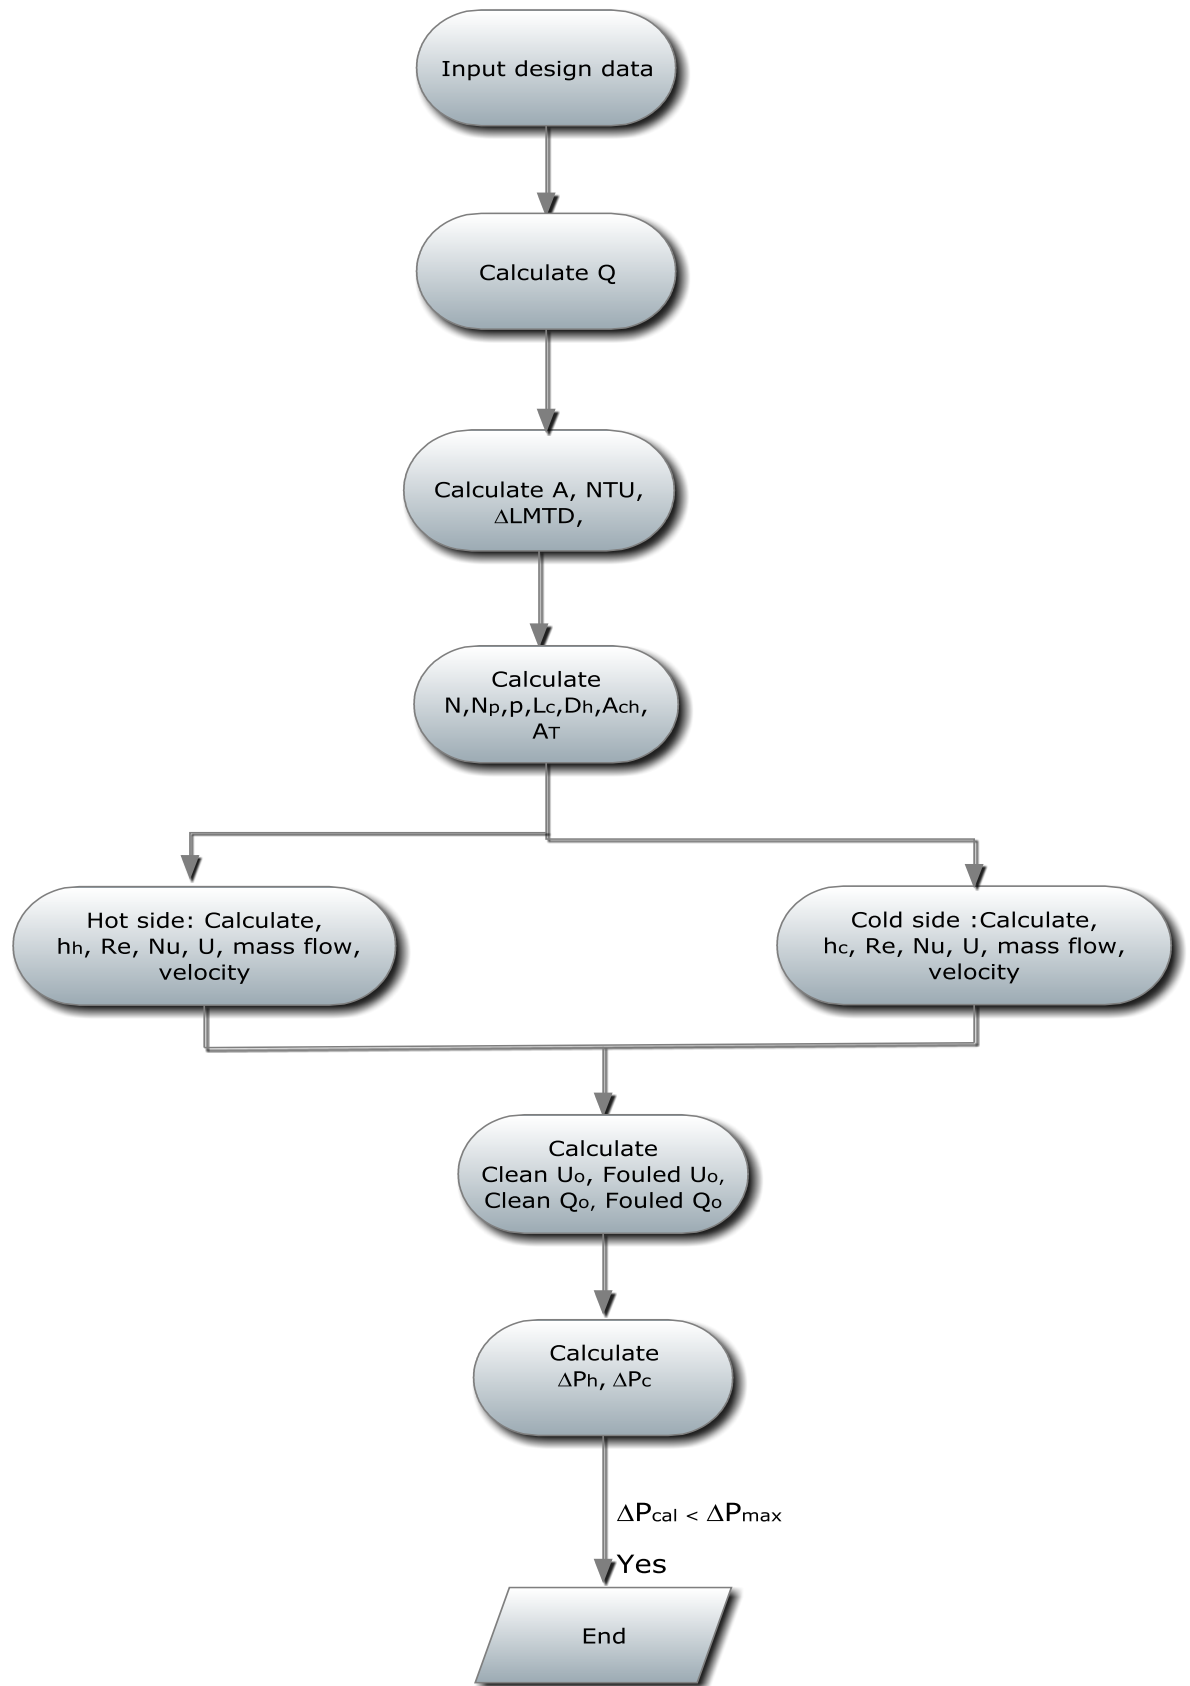 Input design data
Calculate Q
Calculate A, NTU,
ΔLMTD,
Calculate
N,Np,p,Lc,Dh,Ach,
AT
Hot side: Calculate,
hh, Re, Nu, U, mass flow,
velocity
Cold side :Calculate,
hc, Re, Nu, U, mass flow,
velocity
Calculate
Clean Uo, Fouled Uo,
Clean Qo, Fouled Qo
Calculate
ΔPh, ΔPc
ΔPcal < ΔPmax
Yes
End